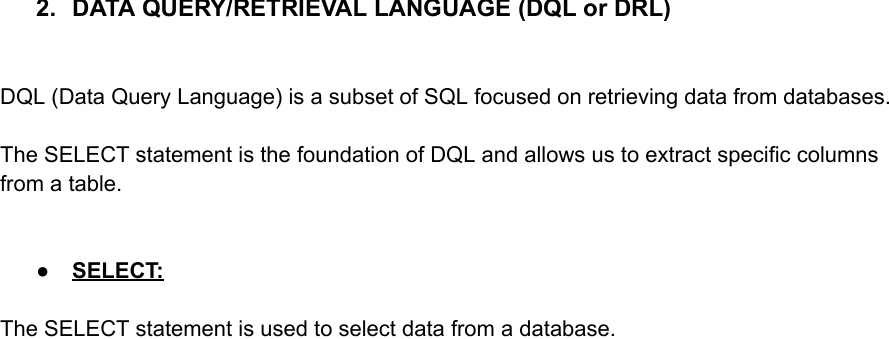 2. DATA QUERY/RETRIEVAL LANGUAGE (DQL or DRL)
DQL (Data Query Language) is a subset of SQL focused on retrieving data from databases.
The SELECT statement is the foundation of DQL and allows us to extract specific columns
from a table.
● SELECT:
The SELECT statement is used to select data from a database.